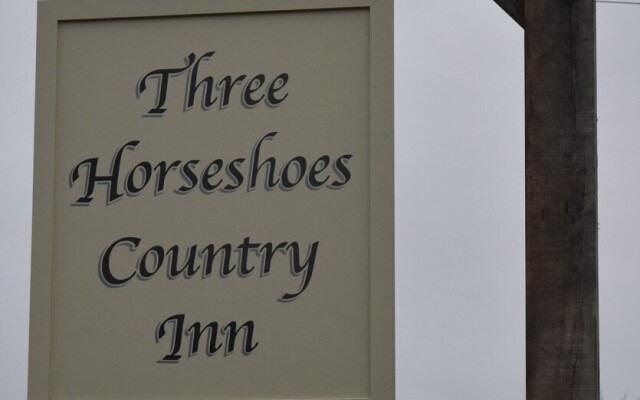 Three
Horseshoes
Country
Inn